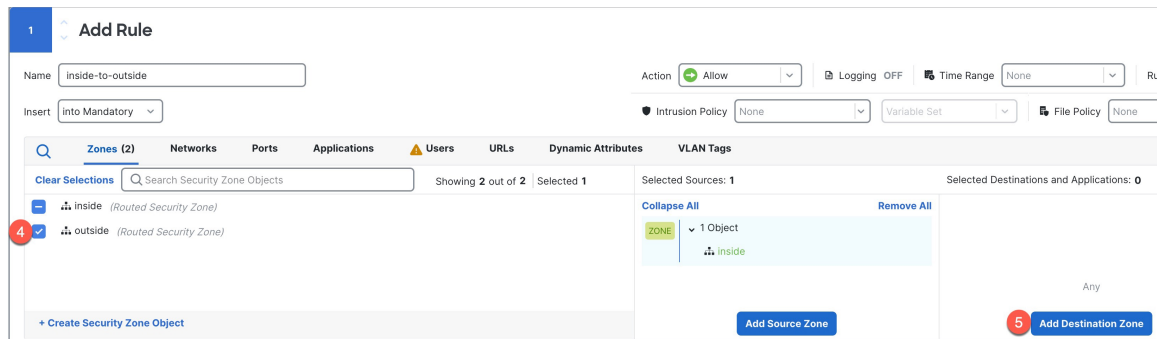 1
Add Rule
Name inside-to-outside Action Allow Logging OFF Time Range None Ru
Insert into Mandatory Intrusion Policy None Variable Set File Policy None
Zones (2) Networks Ports Applications Users URLs Dynamic Attributes VLAN Tags
Clear Selections Search Security Zone Objects Showing 2 out of 2 Selected 1 Selected Sources: 1 Selected Destinations and Applications: 0
inside (Routed Security Zone) Collapse All Remove All
4 outside (Routed Security Zone) ZONE 1 Object
inside
Any
+ Create Security Zone Object Add Source Zone 5 Add Destination Zone